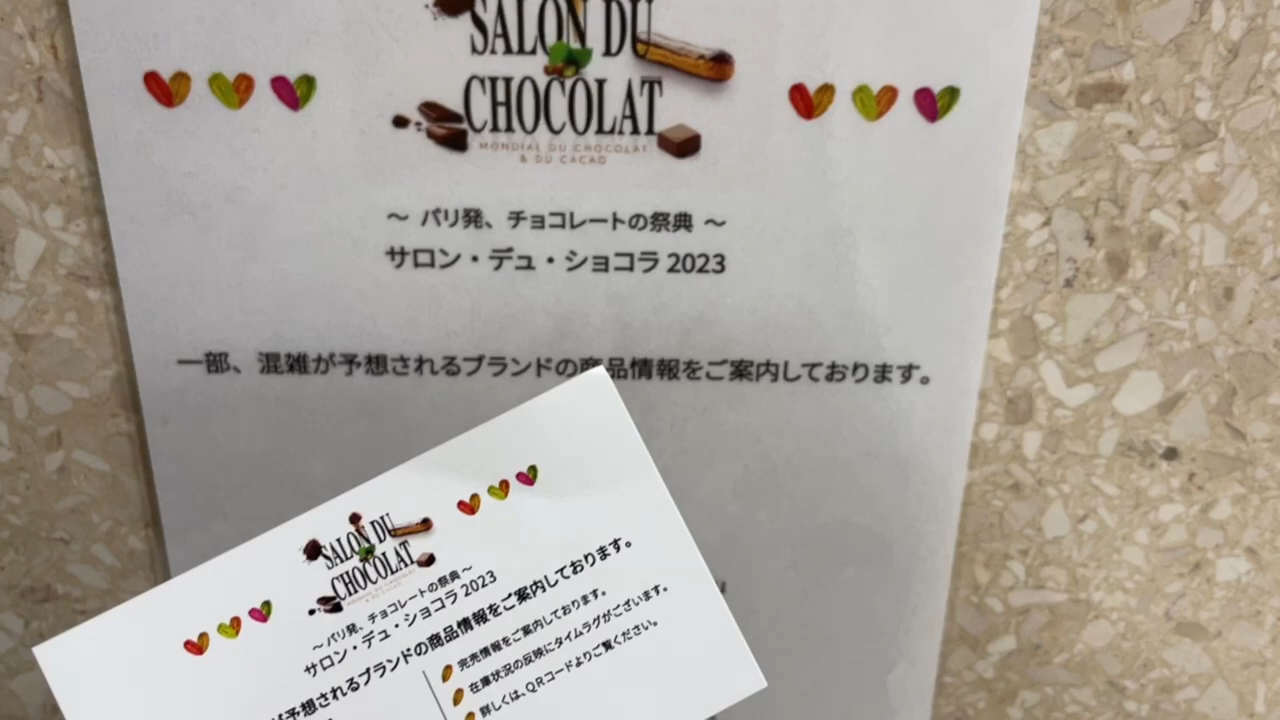 SALON DU
CHOCOLAT
MONDIAL DU CHOCOLAT
& DU CACAO
～ パリ発、チョコレートの祭典 ～
サロン・デュ・ショコラ 2023
一部、混雑が予想されるブランドの商品情報をご案内しております。
SALON DU
CHOCOLAT
MONDIAL DU CHOCOLAT
& DU CACAO
～ パリ発、チョコレートの祭典 ～
サロン・デュ・ショコラ 2023
が予想されるブランドの商品情報をご案内しております。
完売情報をご案内しております。
在庫状況の反映にタイムラグがございます。
詳しくは、QRコードよりご覧ください。